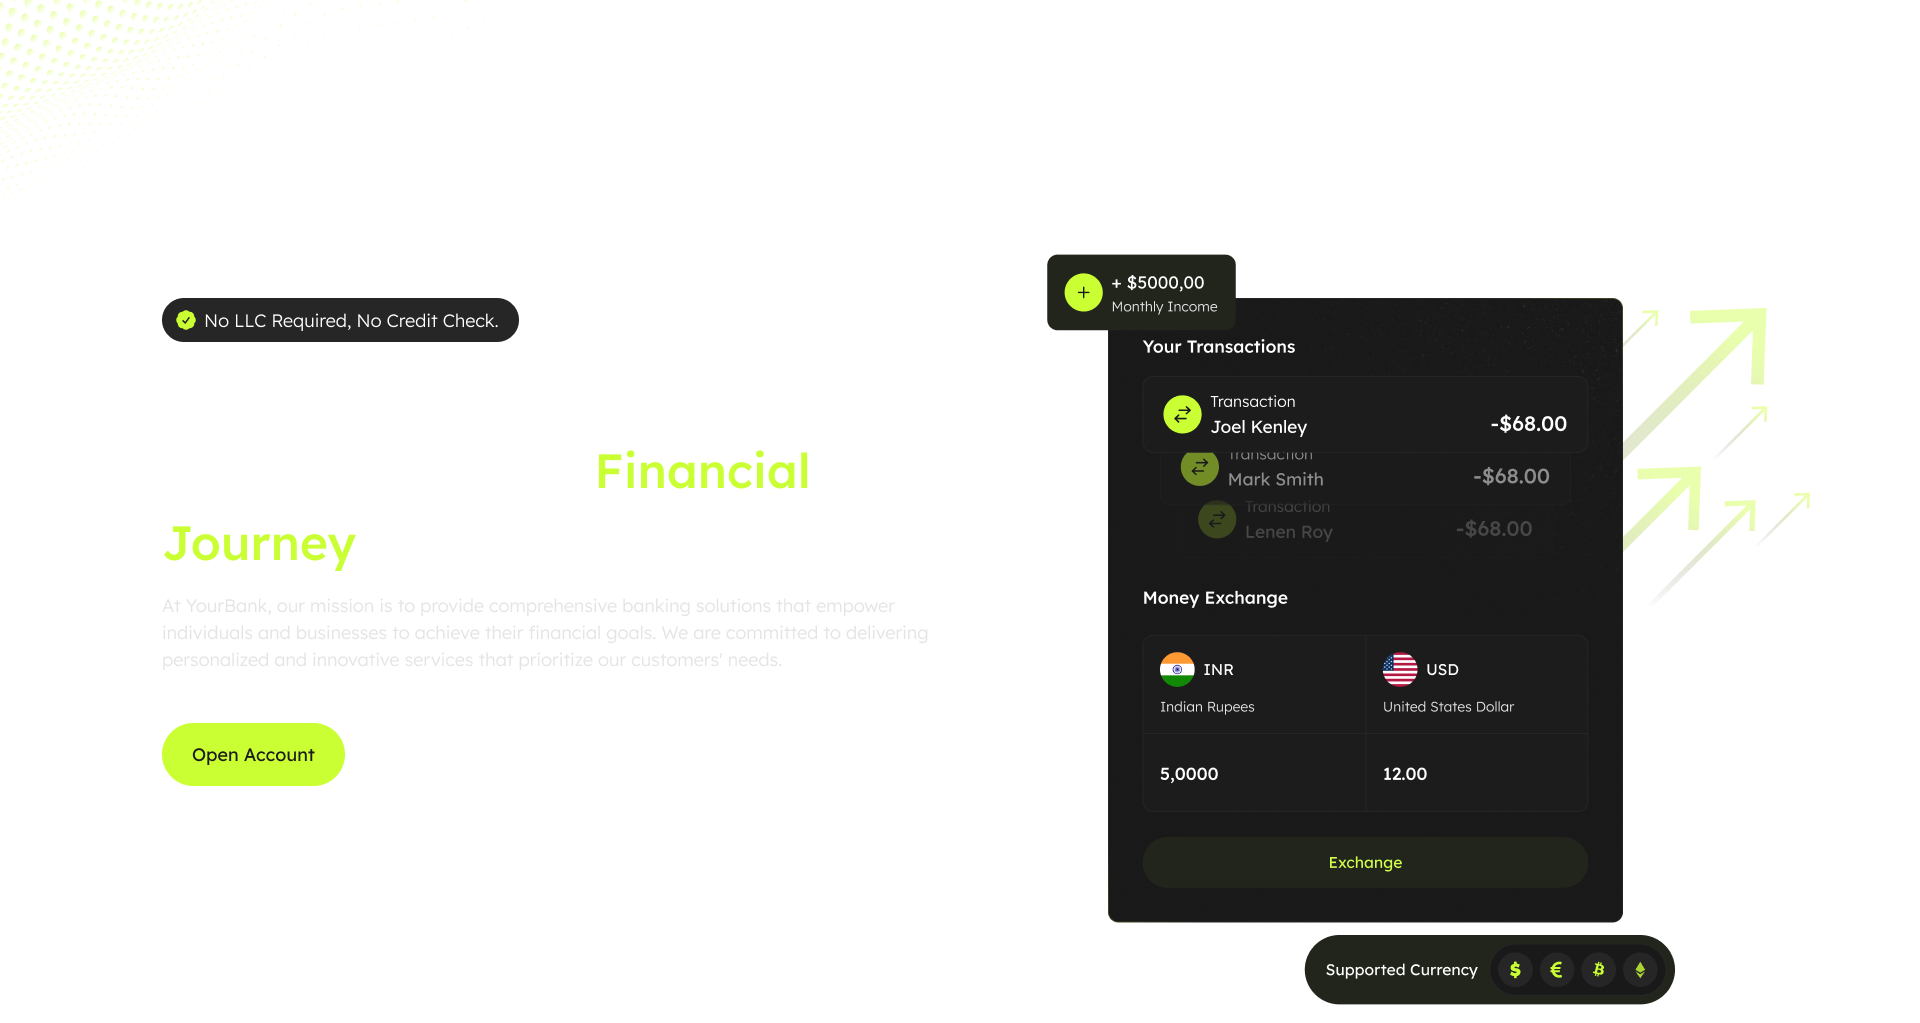 No LLC Required, No Credit Check.
Financial
Journey
At YourBank, our mission is to provide comprehensive banking solutions that empower
individuals and businesses to achieve their financial goals. We are committed to delivering
personalized and innovative services that prioritize our customers' needs.
Open Account
+ $5000,00
Monthly Income
Your Transactions
Transaction
Joel Kenley
-$68.00
Transaction
Mark Smith
-$68.00
Transaction
Lenen Roy
-$68.00
Money Exchange
INR
USD
Indian Rupees
United States Dollar
5,0000
12.00
Exchange
Supported Currency